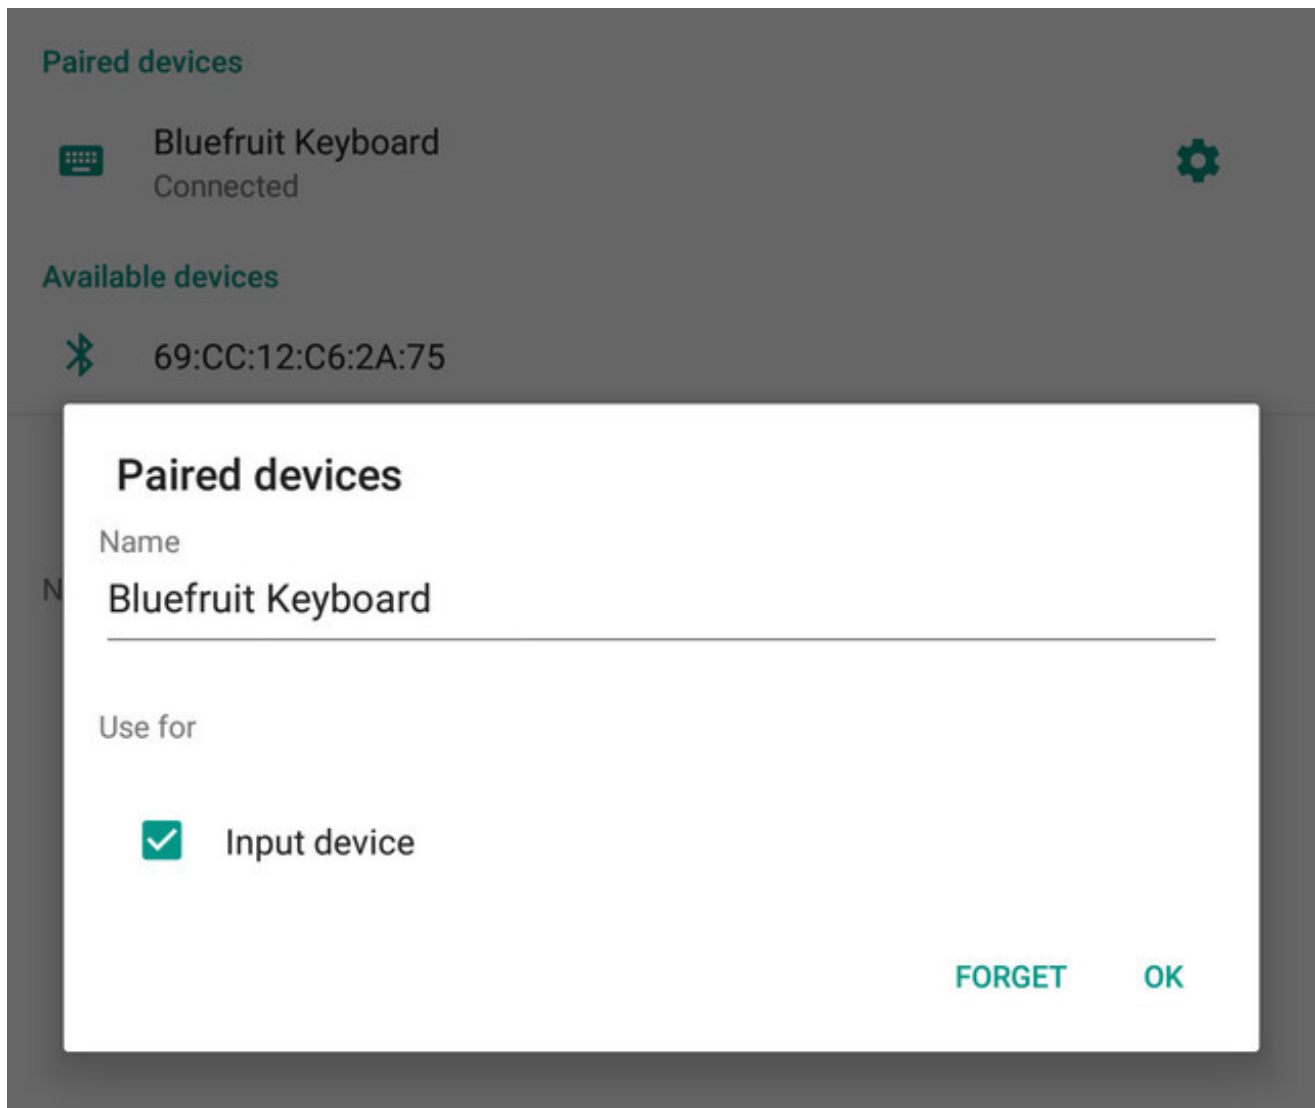 Paired devices
Bluefruit Keyboard
Connected
Available devices
69:CC:12:C6:2A:75
Paired devices
Name
N
Bluefruit Keyboard
Use for
Input device
FORGET OK